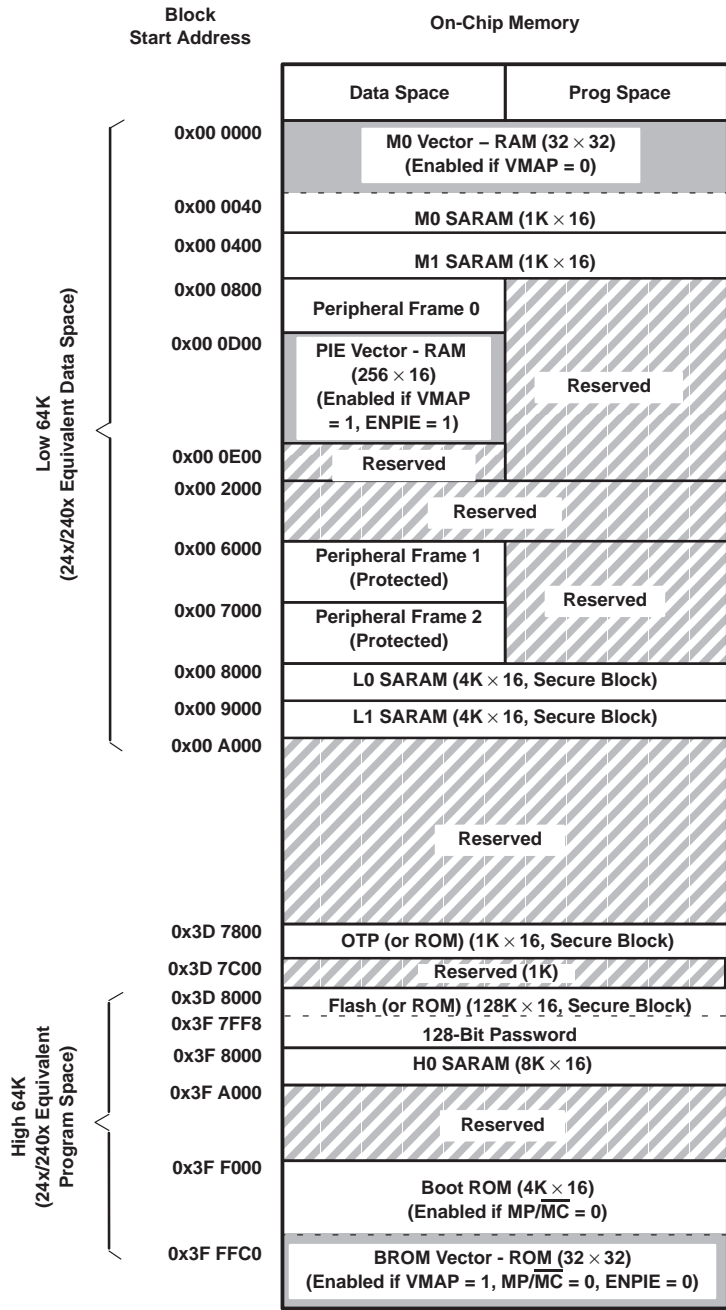 Block
Start Address
On-Chip Memory
Data Space
Prog Space
0x00 0000
M0 Vector – RAM (32 × 32)
(Enabled if VMAP = 0)
0x00 0040
M0 SARAM (1K × 16)
0x00 0400
M1 SARAM (1K × 16)
0x00 0800
Peripheral Frame 0
0x00 0D00
PIE Vector - RAM
(256 × 16)
(Enabled if VMAP
= 1, ENPIE = 1)
Reserved
0x00 0E00
Reserved
0x00 2000
Reserved
0x00 6000
Peripheral Frame 1
(Protected)
Reserved
0x00 7000
Peripheral Frame 2
(Protected)
0x00 8000
L0 SARAM (4K × 16, Secure Block)
0x00 9000
L1 SARAM (4K × 16, Secure Block)
0x00 A000
Reserved
Low 64K
(24x/240x Equivalent Data Space)
0x3D 7800
OTP (or ROM) (1K × 16, Secure Block)
0x3D 7C00
Reserved (1K)
0x3D 8000
Flash (or ROM) (128K × 16, Secure Block)
0x3F 7FF8
128-Bit Password
0x3F 8000
H0 SARAM (8K × 16)
0x3F A000
Reserved
0x3F F000
Boot ROM (4K × 16)
(Enabled if MP/M̅C̅ = 0)
0x3F FFC0
BROM Vector - ROM (32 × 32)
(Enabled if VMAP = 1, MP/M̅C̅ = 0, ENPIE = 0)
High 64K
(24x/240x Equivalent
Program Space)